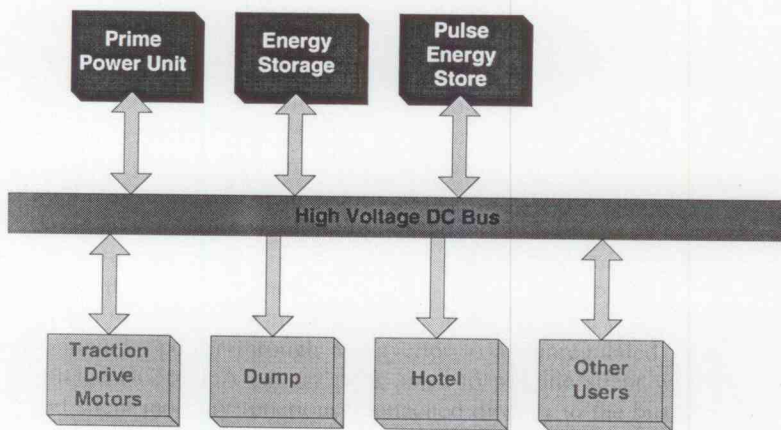 Prime
Power Unit
Energy
Storage
Pulse
Energy
Store
High Voltage DC Bus
Traction
Drive
Motors
Dump
Hotel
Other
Users